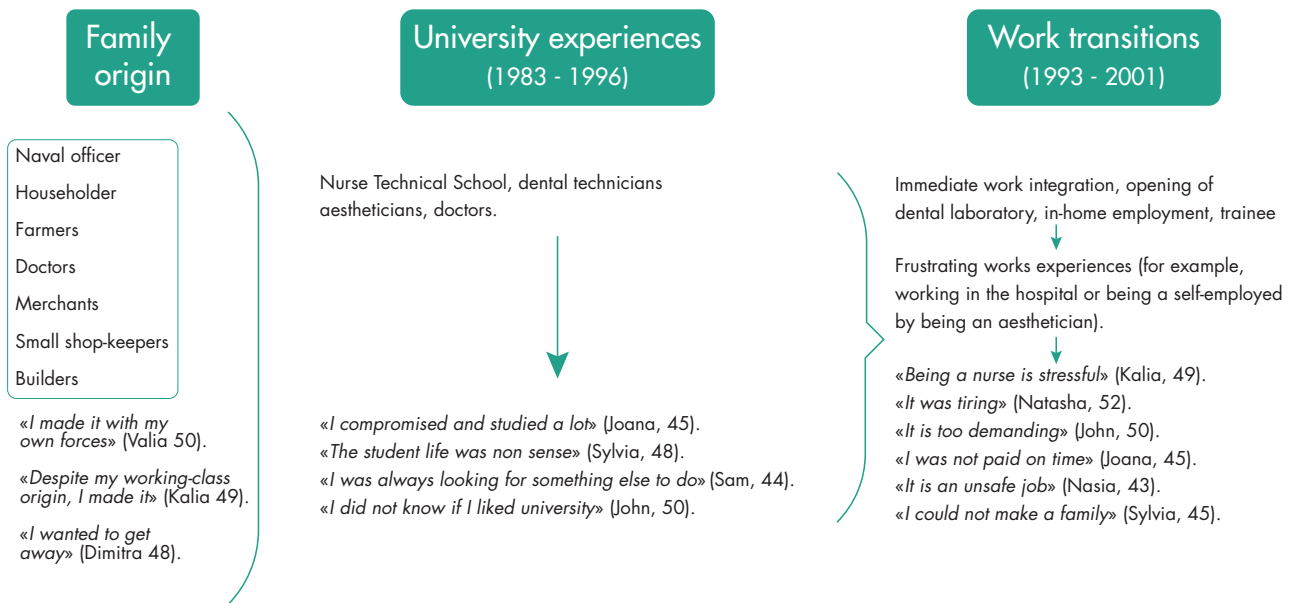 Family
origin
Naval officer
Householder
Farmers
Doctors
Merchants
Small shop-keepers
Builders
«I made it with my
own forces» (Valia 50).
«Despite my working-class
origin, I made it» (Kalia 49).
«I wanted to get
away» (Dimitra 48).
University experiences
(1983 - 1996)
Nurse Technical School, dental technicians
aestheticians, doctors.
«I compromised and studied a lot» (Joana, 45).
«The student life was non sense» (Sylvia, 48).
«I was always looking for something else to do» (Sam, 44).
«I did not know if I liked university» (John, 50).
Work transitions
(1993 - 2001)
Immediate work integration, opening of
dental laboratory, in-home employment, trainee
Frustrating works experiences (for example,
working in the hospital or being a self-employed
by being an aesthetician).
«Being a nurse is stressful» (Kalia, 49).
«It was tiring» (Natasha, 52).
«It is too demanding» (John, 50).
«I was not paid on time» (Joana, 45).
«It is an unsafe job» (Nasia, 43).
«I could not make a family» (Sylvia, 45).